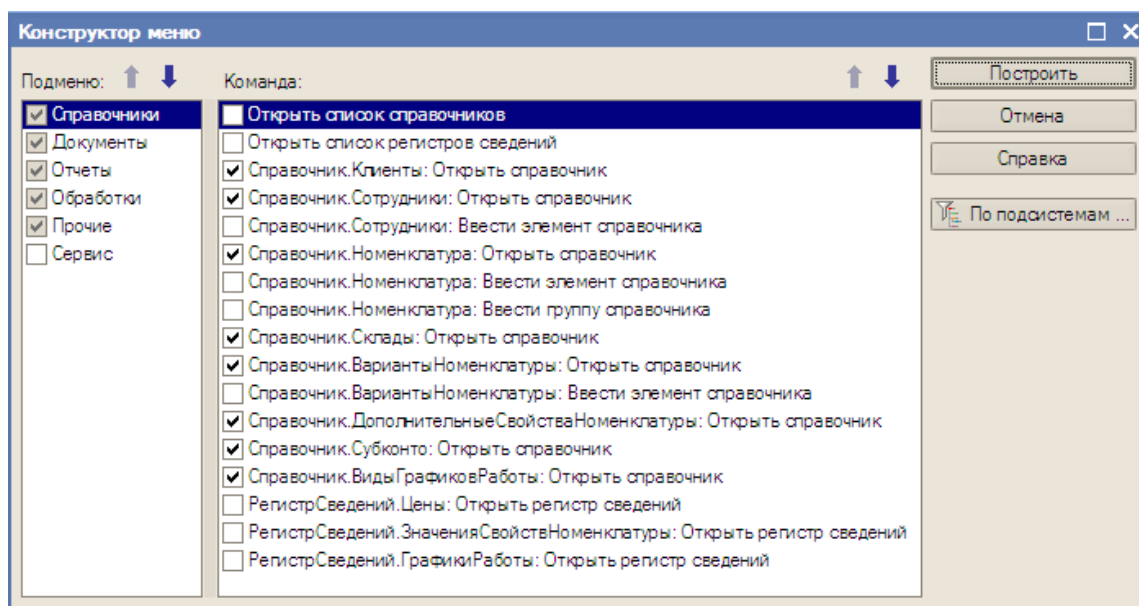 Конструктор меню
Подменю:
Команда:
Справочники
Документы
Отчеты
Обработки
Прочие
Сервис
Открыть список справочников
Открыть список регистров сведений
Справочник.Клиенты: Открыть справочник
Справочник.Сотрудники: Открыть справочник
Справочник.Сотрудники: Ввести элемент справочника
Справочник.Номенклатура: Открыть справочник
Справочник.Номенклатура: Ввести элемент справочника
Справочник.Номенклатура: Ввести группу справочника
Справочник.Склады: Открыть справочник
Справочник.ВариантыНоменклатуры: Открыть справочник
Справочник.ВариантыНоменклатуры: Ввести элемент справочника
Справочник.ДополнительныеСвойстваНоменклатуры: Открыть справочник
Справочник.Субконто: Открыть справочник
Справочник.ВидыГрафиковРаботы: Открыть справочник
РегистрСведений.Цены: Открыть регистр сведений
РегистрСведений.ЗначенияСвойствНоменклатуры: Открыть регистр сведений
РегистрСведений.ГрафикиРаботы: Открыть регистр сведений
Построить
Отмена
Справка
По подсистемам ...